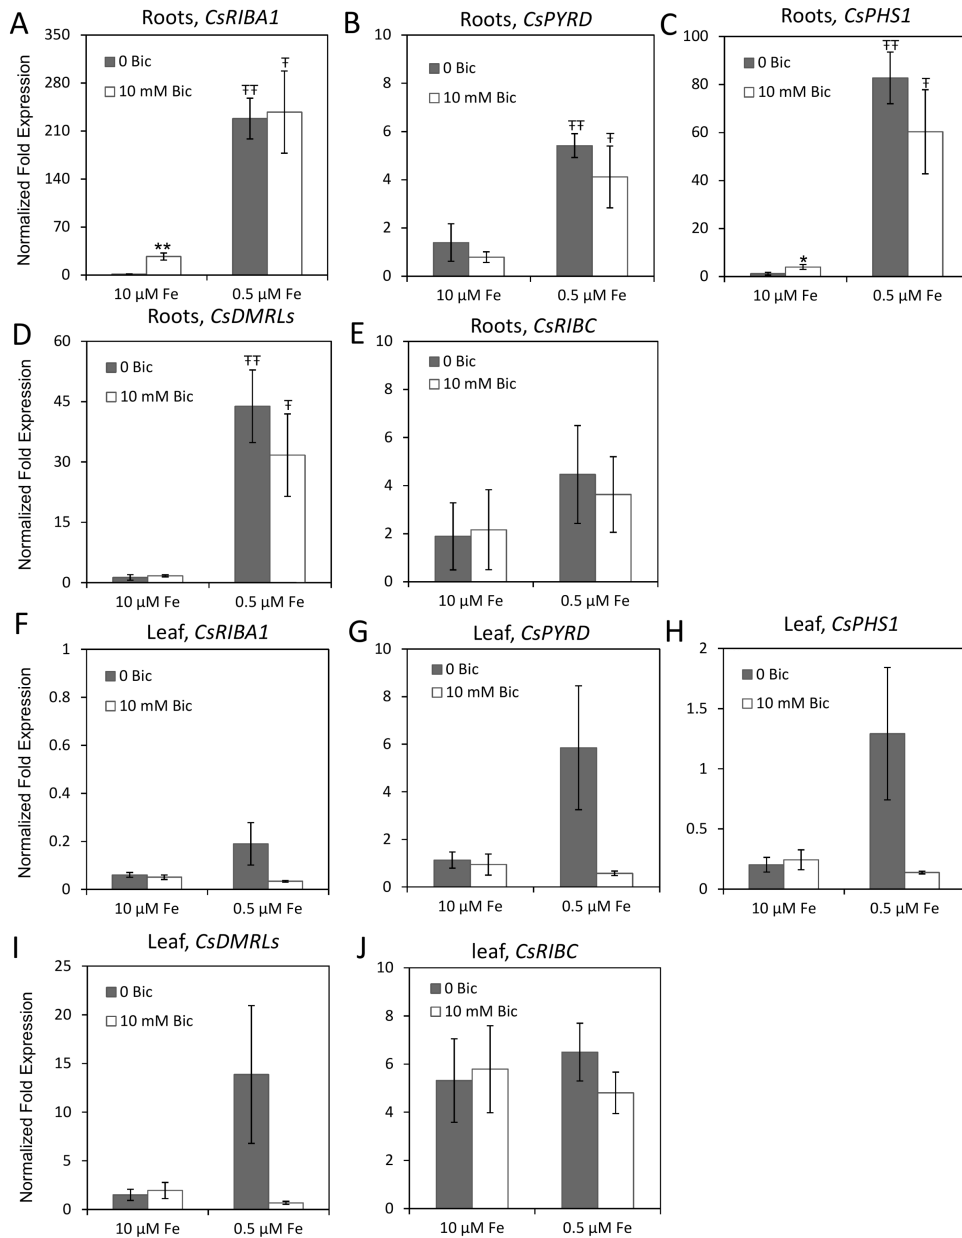 A
Roots, CsRIBA1
Normalized Fold Expression
350
280
210
140
70
0
0 Bic
10 mM Bic
**
ŦŦ
Ŧ
10 µM Fe
0.5 µM Fe
B
Roots, CsPYRD
10
8
6
4
2
0
0 Bic
10 mM Bic
ŦŦ
Ŧ
10 µM Fe
0.5 µM Fe
C
Roots, CsPHS1
100
80
60
40
20
0
0 Bic
10 mM Bic
*
ŦŦ
Ŧ
10 µM Fe
0.5 µM Fe
D
Roots, CsDMRLs
Normalized Fold Expression
60
45
30
15
0
0 Bic
10 mM Bic
ŦŦ
Ŧ
10 µM Fe
0.5 µM Fe
E
Roots, CsRIBC
10
8
6
4
2
0
0 Bic
10 mM Bic
10 µM Fe
0.5 µM Fe
F
Leaf, CsRIBA1
Normalized Fold Expression
1
0.8
0.6
0.4
0.2
0
0 Bic
10 mM Bic
10 µM Fe
0.5 µM Fe
G
Leaf, CsPYRD
10
8
6
4
2
0
0 Bic
10 mM Bic
10 µM Fe
0.5 µM Fe
H
Leaf, CsPHS1
2
1.5
1
0.5
0
0 Bic
10 mM Bic
10 µM Fe
0.5 µM Fe
I
Leaf, CsDMRLs
Normalized Fold Expression
25
20
15
10
5
0
0 Bic
10 mM Bic
10 µM Fe
0.5 µM Fe
J
leaf, CsRIBC
10
8
6
4
2
0
0 Bic
10 mM Bic
10 µM Fe
0.5 µM Fe